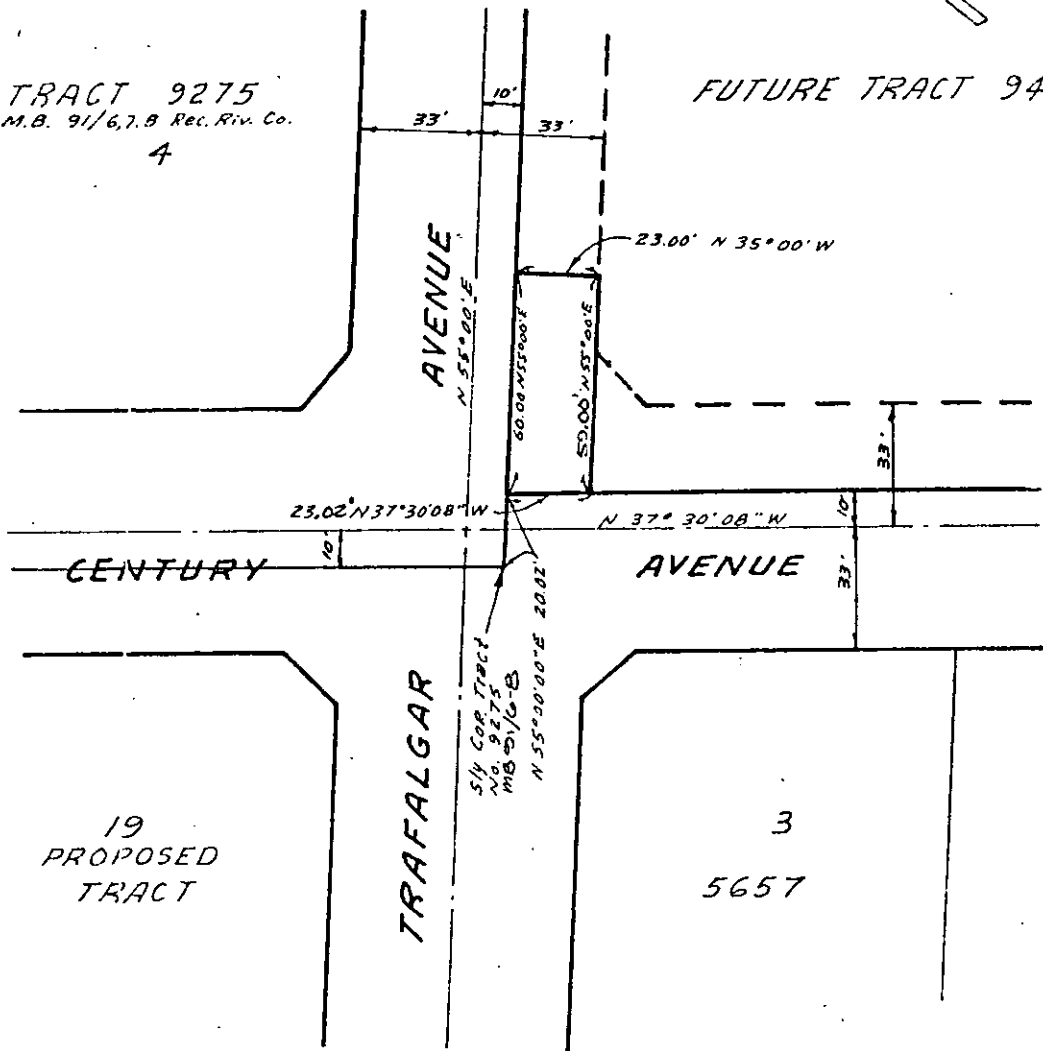 TRACT 9275
M.B. 91/6,7.8 Rec. Riv. Co.
4
FUTURE TRACT 94
10'
33'
33'
AVENUE
N 55°00'E
23.00' N 35°00'W
60.00 N55°00'E
59.00' N55°00'E
33'
23.02' N 37°30'08" W
N 37° 30' 08" W
10'
10'
CENTURY
AVENUE
33'
TRAFALGAR
Sly Cor. Tract
No. 9275
N 55°00'00"E 20.02'
19
PROPOSED
TRACT
3
5657